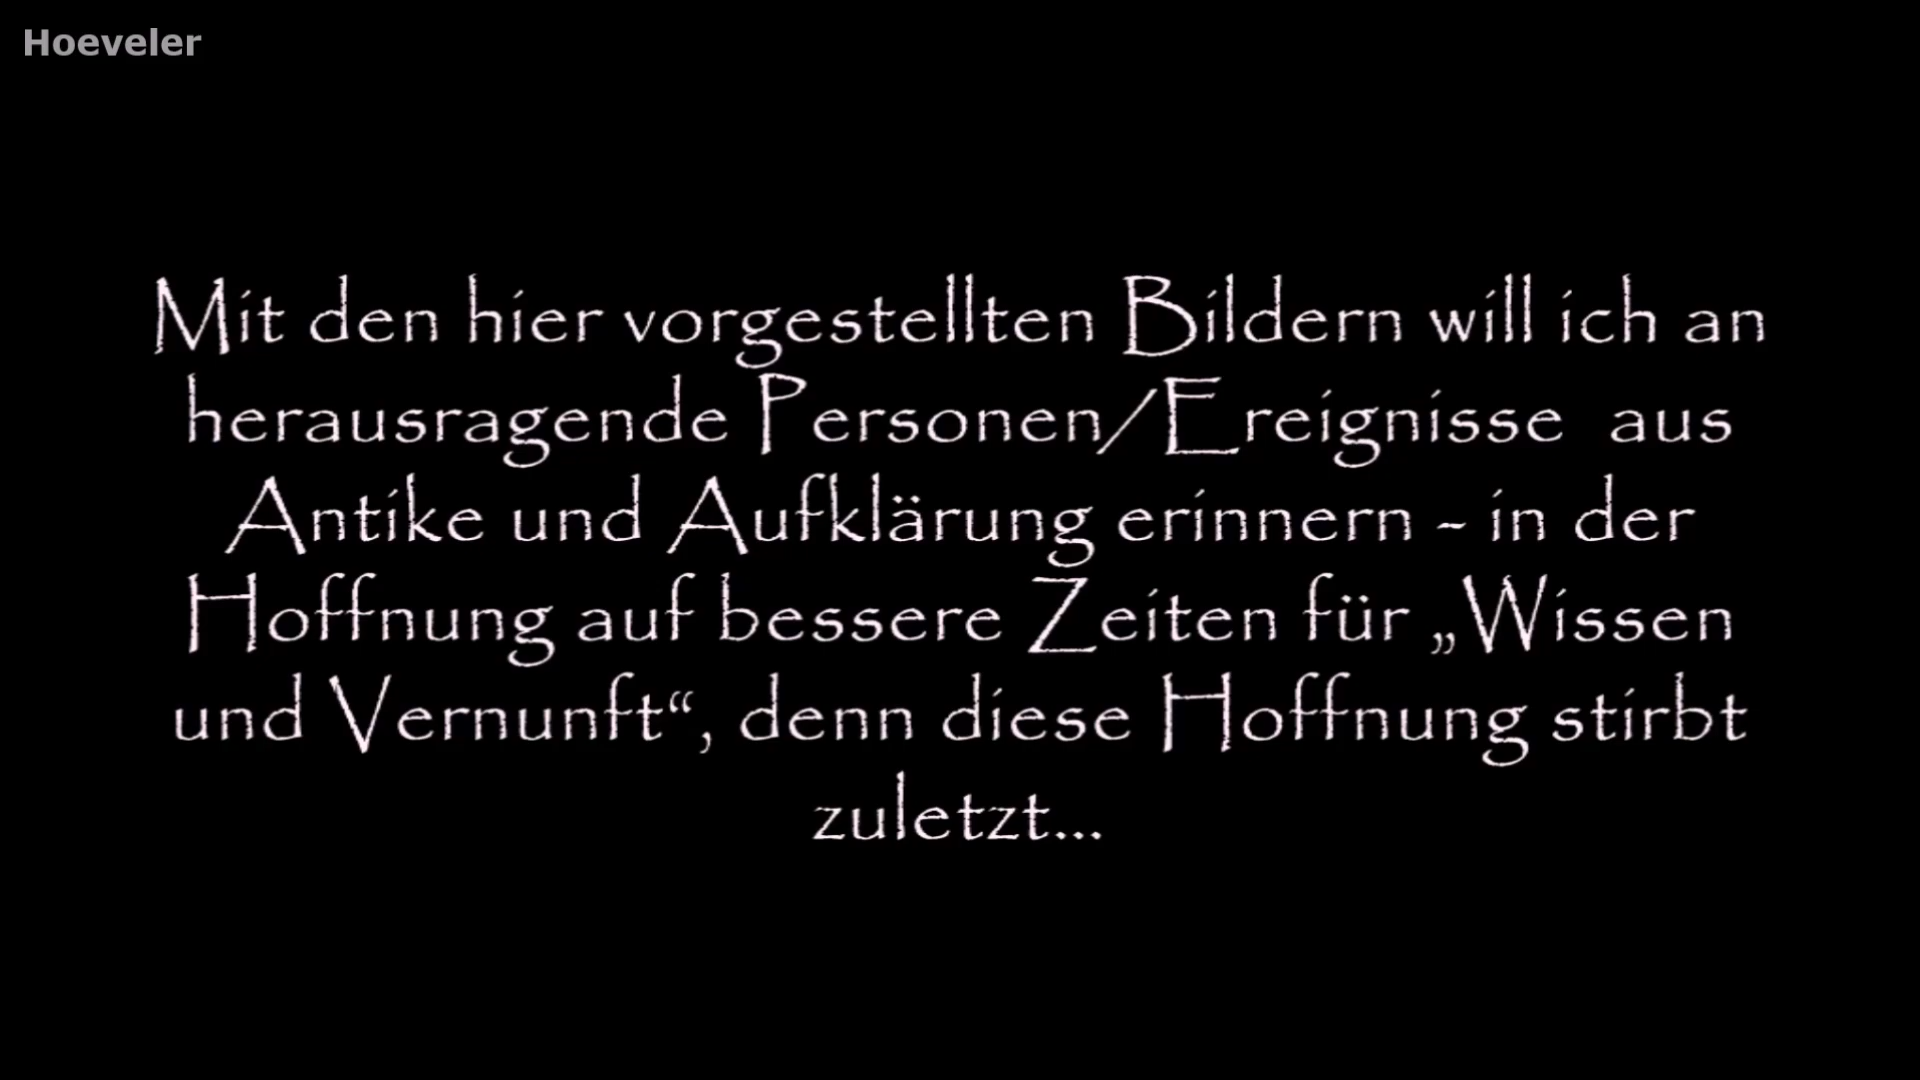 Hoeveler
Mit den hier vorgestellten Bildern will ich an
herausragende Personen/Ereignisse aus
Antike und Aufklärung erinnern - in der
Hoffnung auf bessere Zeiten für „Wissen
und Vernunft“, denn diese Hoffnung stirbt
zuletzt...